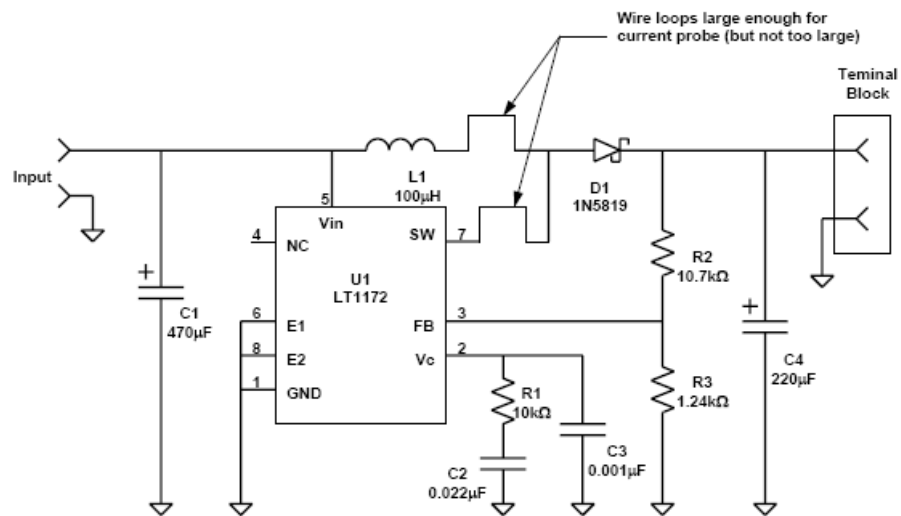 Wire loops large enough for
current probe (but not too large)
Teminal
Block
Input
L1
100µH
D1
1N5819
5
Vin
4
NC
SW
7
U1
LT1172
R2
10.7kΩ
+
C1
470µF
6
E1
FB
3
8
E2
Vc
2
1
GND
+
C4
220µF
R1
10kΩ
R3
1.24kΩ
C2
0.022µF
C3
0.001µF